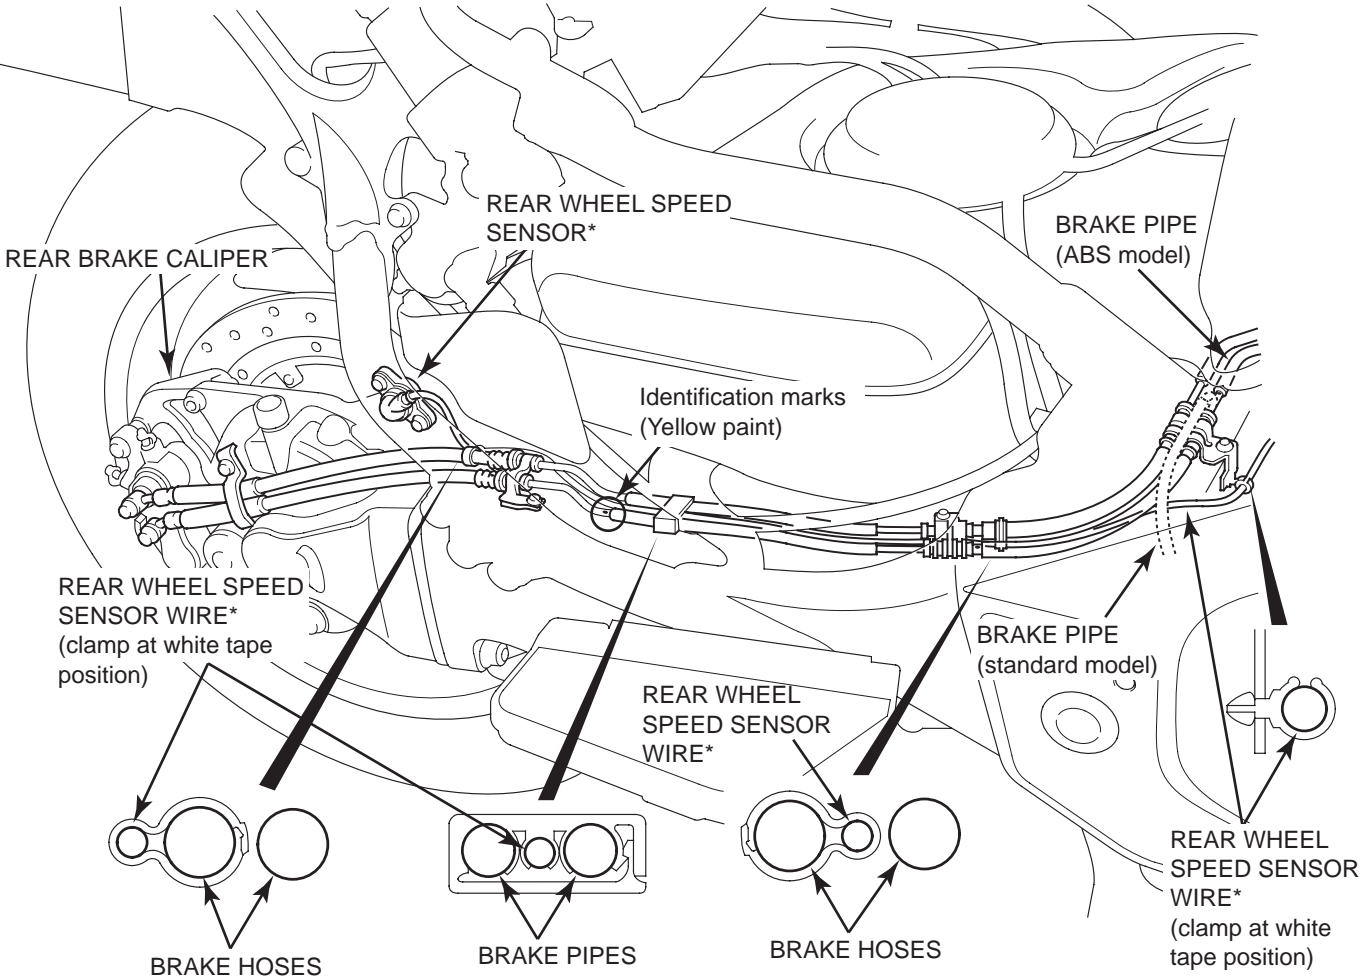 REAR WHEEL SPEED
SENSOR*
BRAKE PIPE
(ABS model)
REAR BRAKE CALIPER
Identification marks
(Yellow paint)
REAR WHEEL SPEED
SENSOR WIRE*
(clamp at white tape
position)
BRAKE PIPE
(standard model)
REAR WHEEL
SPEED SENSOR
WIRE*
REAR WHEEL
SPEED SENSOR
WIRE*
(clamp at white
tape position)
BRAKE HOSES
BRAKE PIPES
BRAKE HOSES